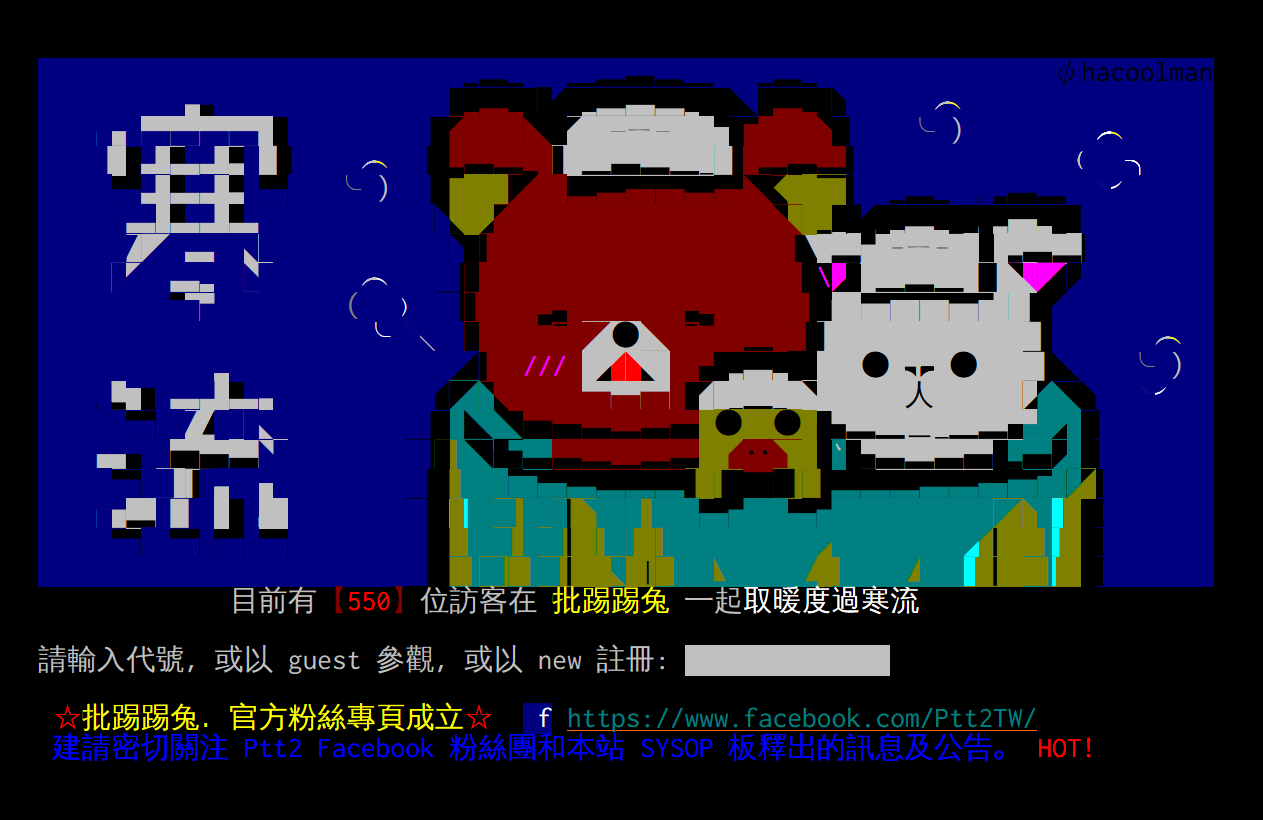 φ hacoolman
寒流
目前有【550】位訪客在 批踢踢兔 一起取暖度過寒流
請輸入代號, 或以 guest 參觀, 或以 new 註冊:
☆批踢踢兔. 官方粉絲專頁成立☆ f https://www.facebook.com/Ptt2TW/
建請密切關注 Ptt2 Facebook 粉絲團和本站 SYSOP 板釋出的訊息及公告。 HOT!